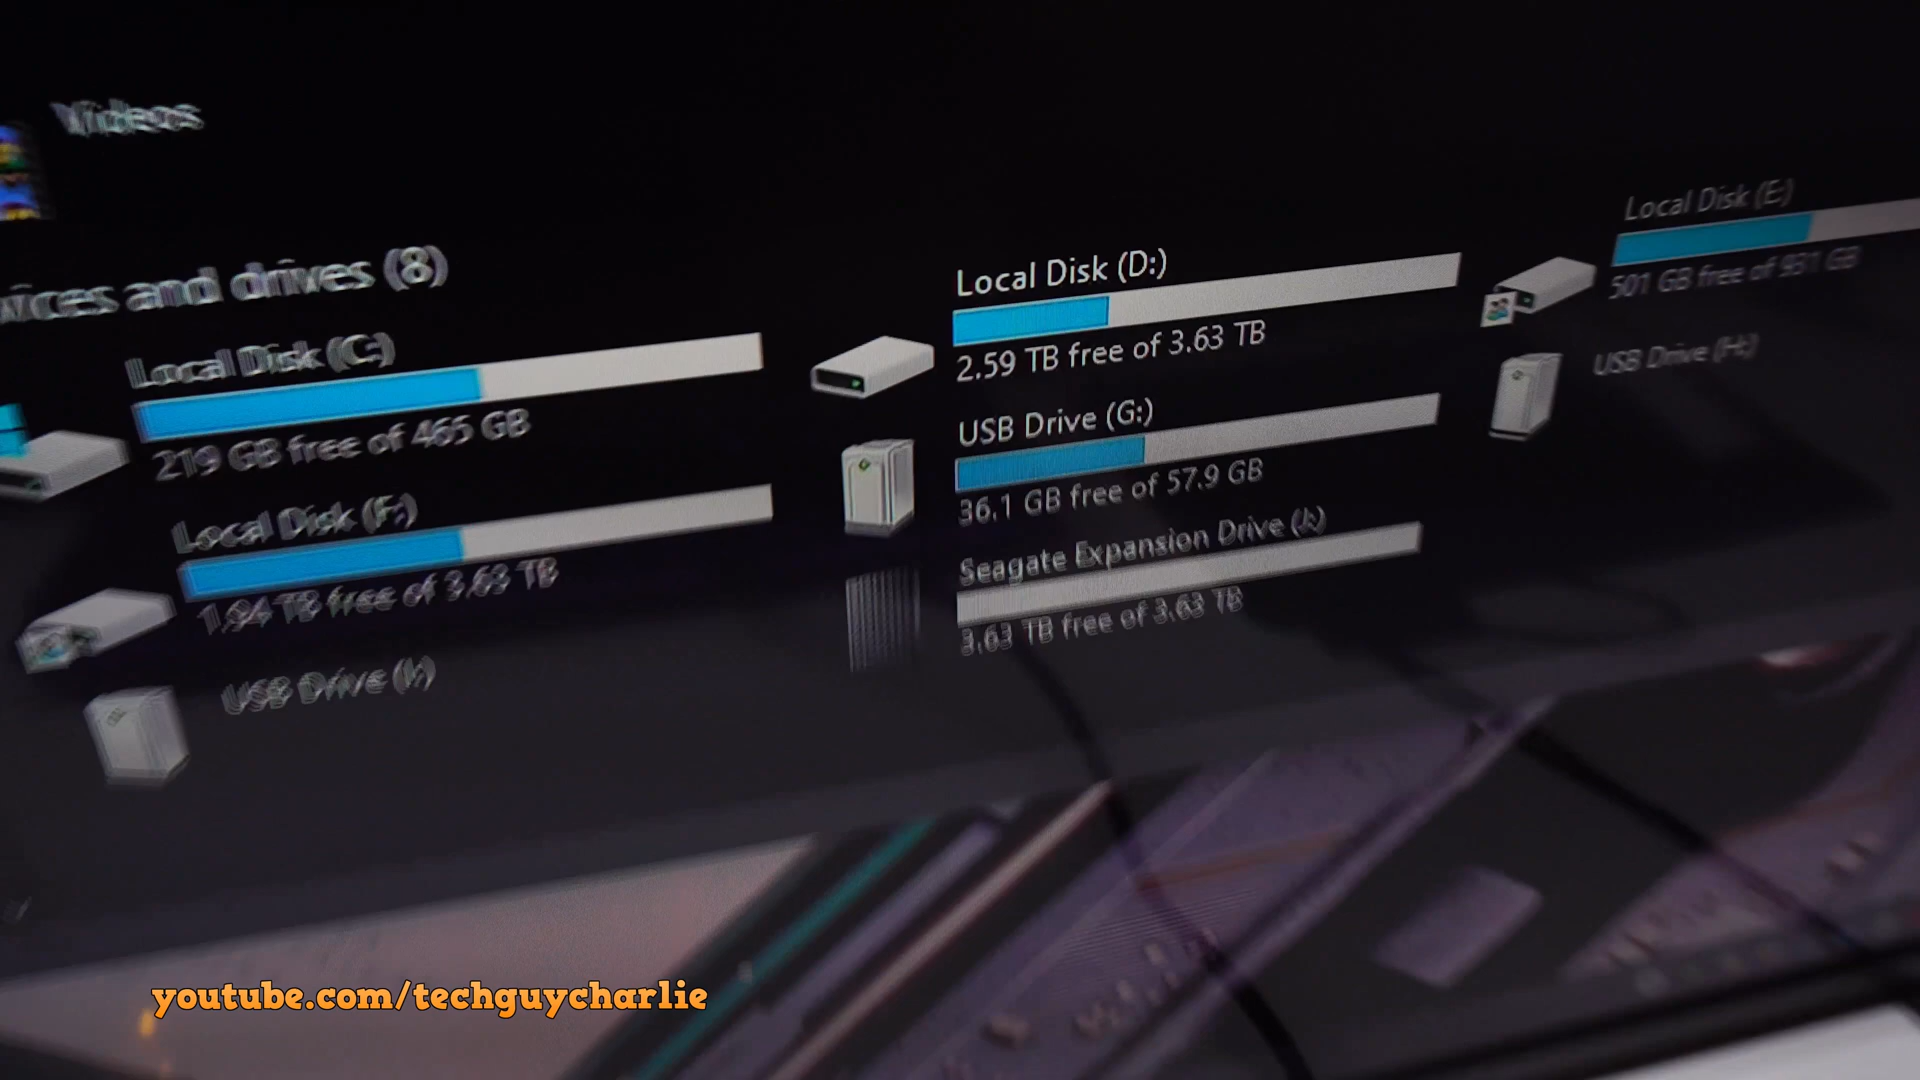 Videos
vices and drives (8)
Local Disk (C:)
219 GB free of 465 GB
Local Disk (D:)
2.59 TB free of 3.63 TB
Local Disk (E:)
501 GB free of 931 GB
Local Disk (F:)
1.94 TB free of 3.63 TB
USB Drive (G:)
36.1 GB free of 57.9 GB
USB Drive (H:)
USB Drive (I:)
Seagate Expansion Drive (J:)
3.63 TB free of 3.63 TB
youtube.com/techguycharlie